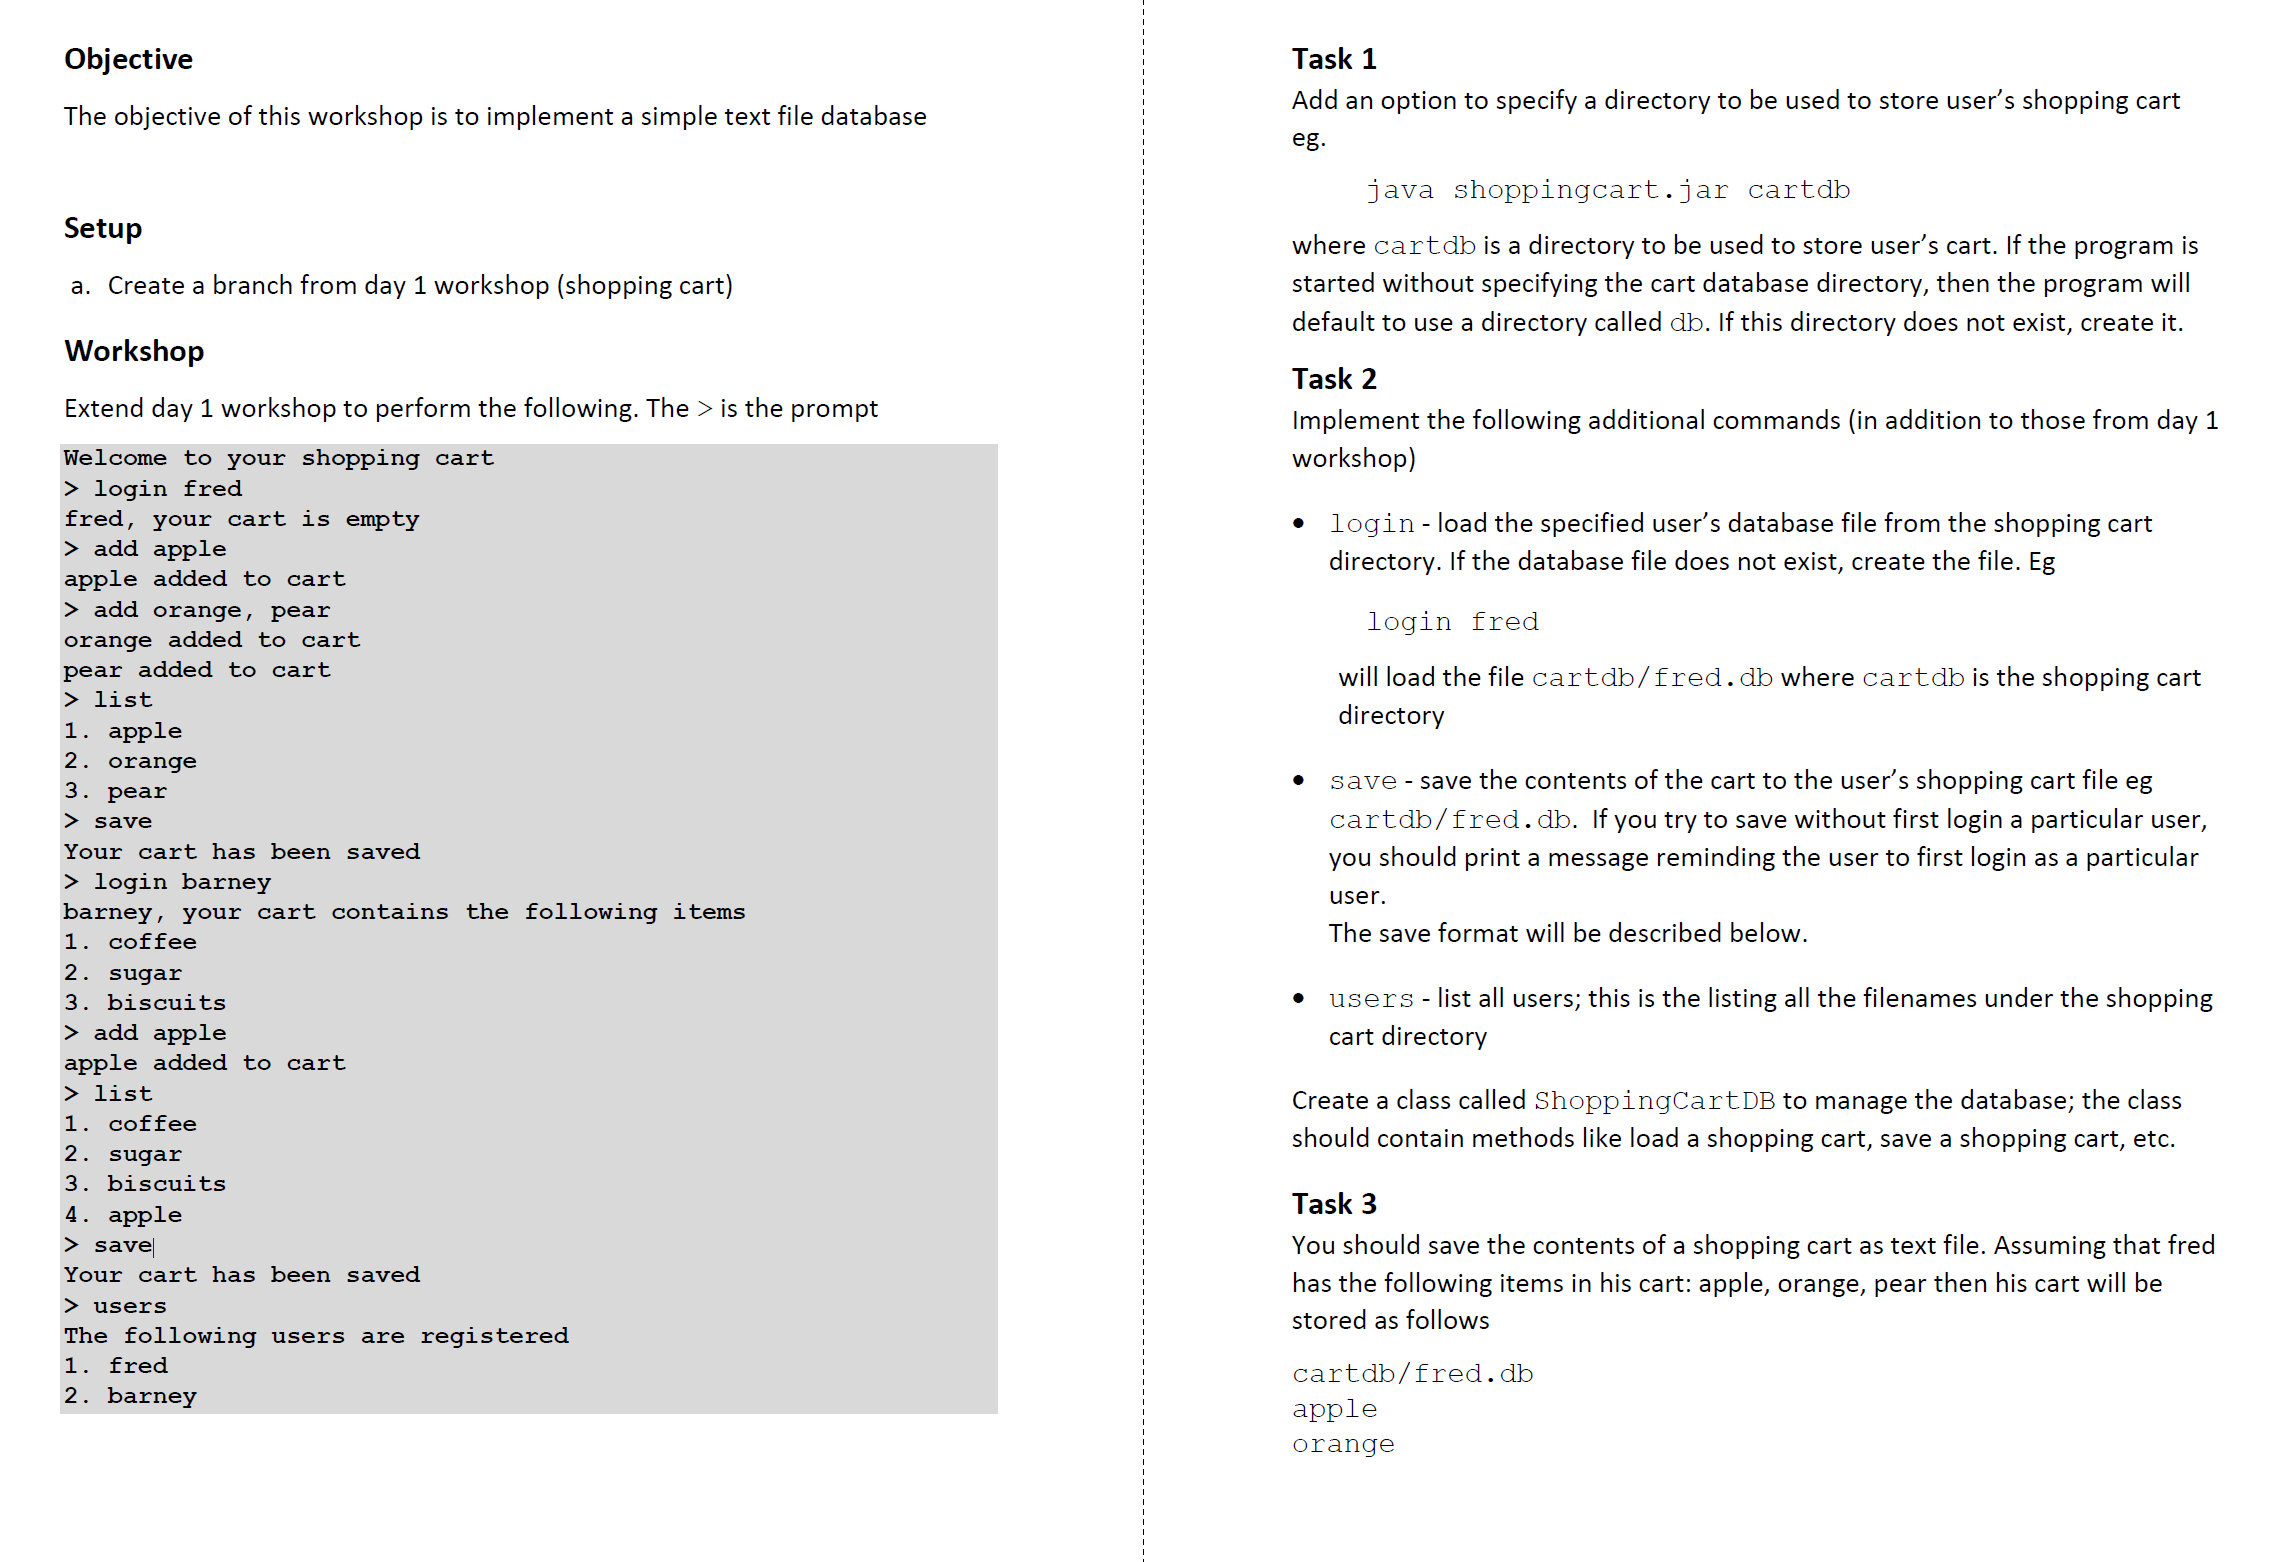 Objective
The objective of this workshop is to implement a simple text file database
Setup
a. Create a branch from day 1 workshop (shopping cart)
Workshop
Extend day 1 workshop to perform the following. The > is the prompt
Welcome to your shopping cart
> login fred
fred, your cart is empty
> add apple
apple added to cart
> add orange, pear
orange added to cart
pear added to cart
> list
1. apple
2. orange
3. pear
> save
Your cart has been saved
> login barney
barney, your cart contains the following items
1. coffee
2. sugar
3. biscuits
> add apple
apple added to cart
> list
1. coffee
2. sugar
3. biscuits
4. apple
> save
Your cart has been saved
> users
The following users are registered
1. fred
2. barney
Task 1
Add an option to specify a directory to be used to store user’s shopping cart
eg.
java shoppingcart.jar cartdb
where cartdb is a directory to be used to store user’s cart. If the program is
started without specifying the cart database directory, then the program will
default to use a directory called db. If this directory does not exist, create it.
Task 2
Implement the following additional commands (in addition to those from day 1
workshop)
• login - load the specified user’s database file from the shopping cart
directory. If the database file does not exist, create the file. Eg
login fred
will load the file cartdb/fred.db where cartdb is the shopping cart
directory
• save - save the contents of the cart to the user’s shopping cart file eg
cartdb/fred.db. If you try to save without first login a particular user,
you should print a message reminding the user to first login as a particular
user.
The save format will be described below.
• users - list all users; this is the listing all the filenames under the shopping
cart directory
Create a class called ShoppingCartDB to manage the database; the class
should contain methods like load a shopping cart, save a shopping cart, etc.
Task 3
You should save the contents of a shopping cart as text file. Assuming that fred
has the following items in his cart: apple, orange, pear then his cart will be
stored as follows
cartdb/fred.db
apple
orange